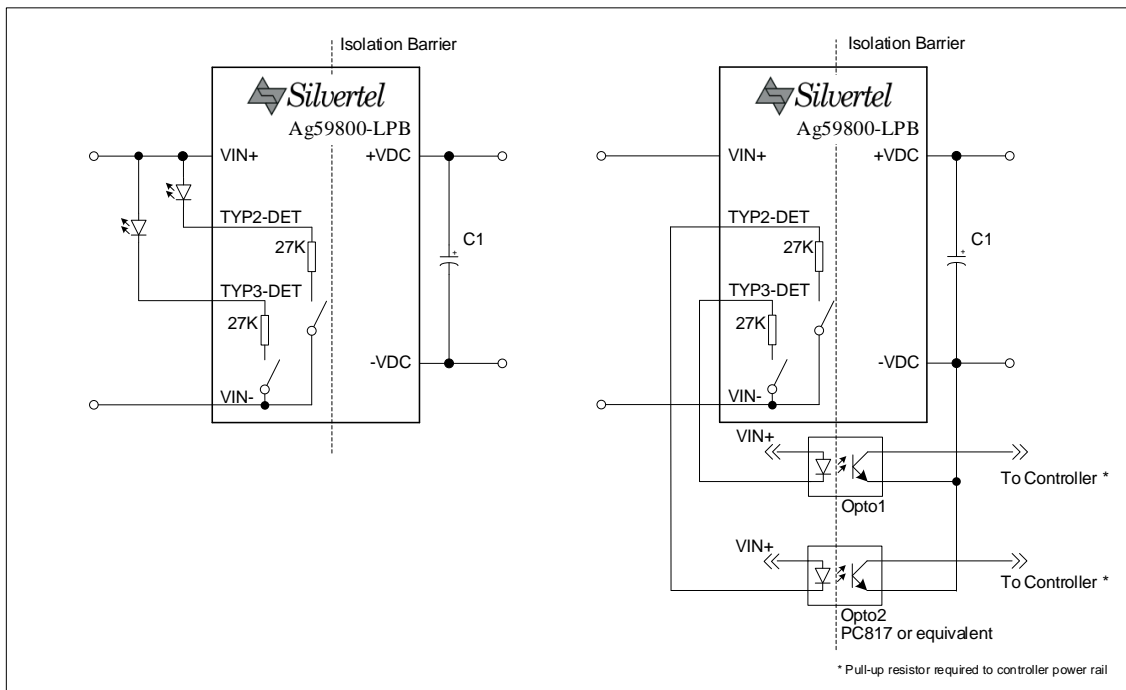 Isolation Barrier
Silvertel
Ag59800-LPB
VIN+
+VDC
TYP2-DET
27K
C1
+
TYP3-DET
27K
-VDC
VIN-
Isolation Barrier
Silvertel
Ag59800-LPB
VIN+
+VDC
TYP2-DET
27K
C1
+
TYP3-DET
27K
-VDC
VIN-
VIN+
To Controller *
Opto1
VIN+
To Controller *
Opto2
PC817 or equivalent
* Pull-up resistor required to controller power rail